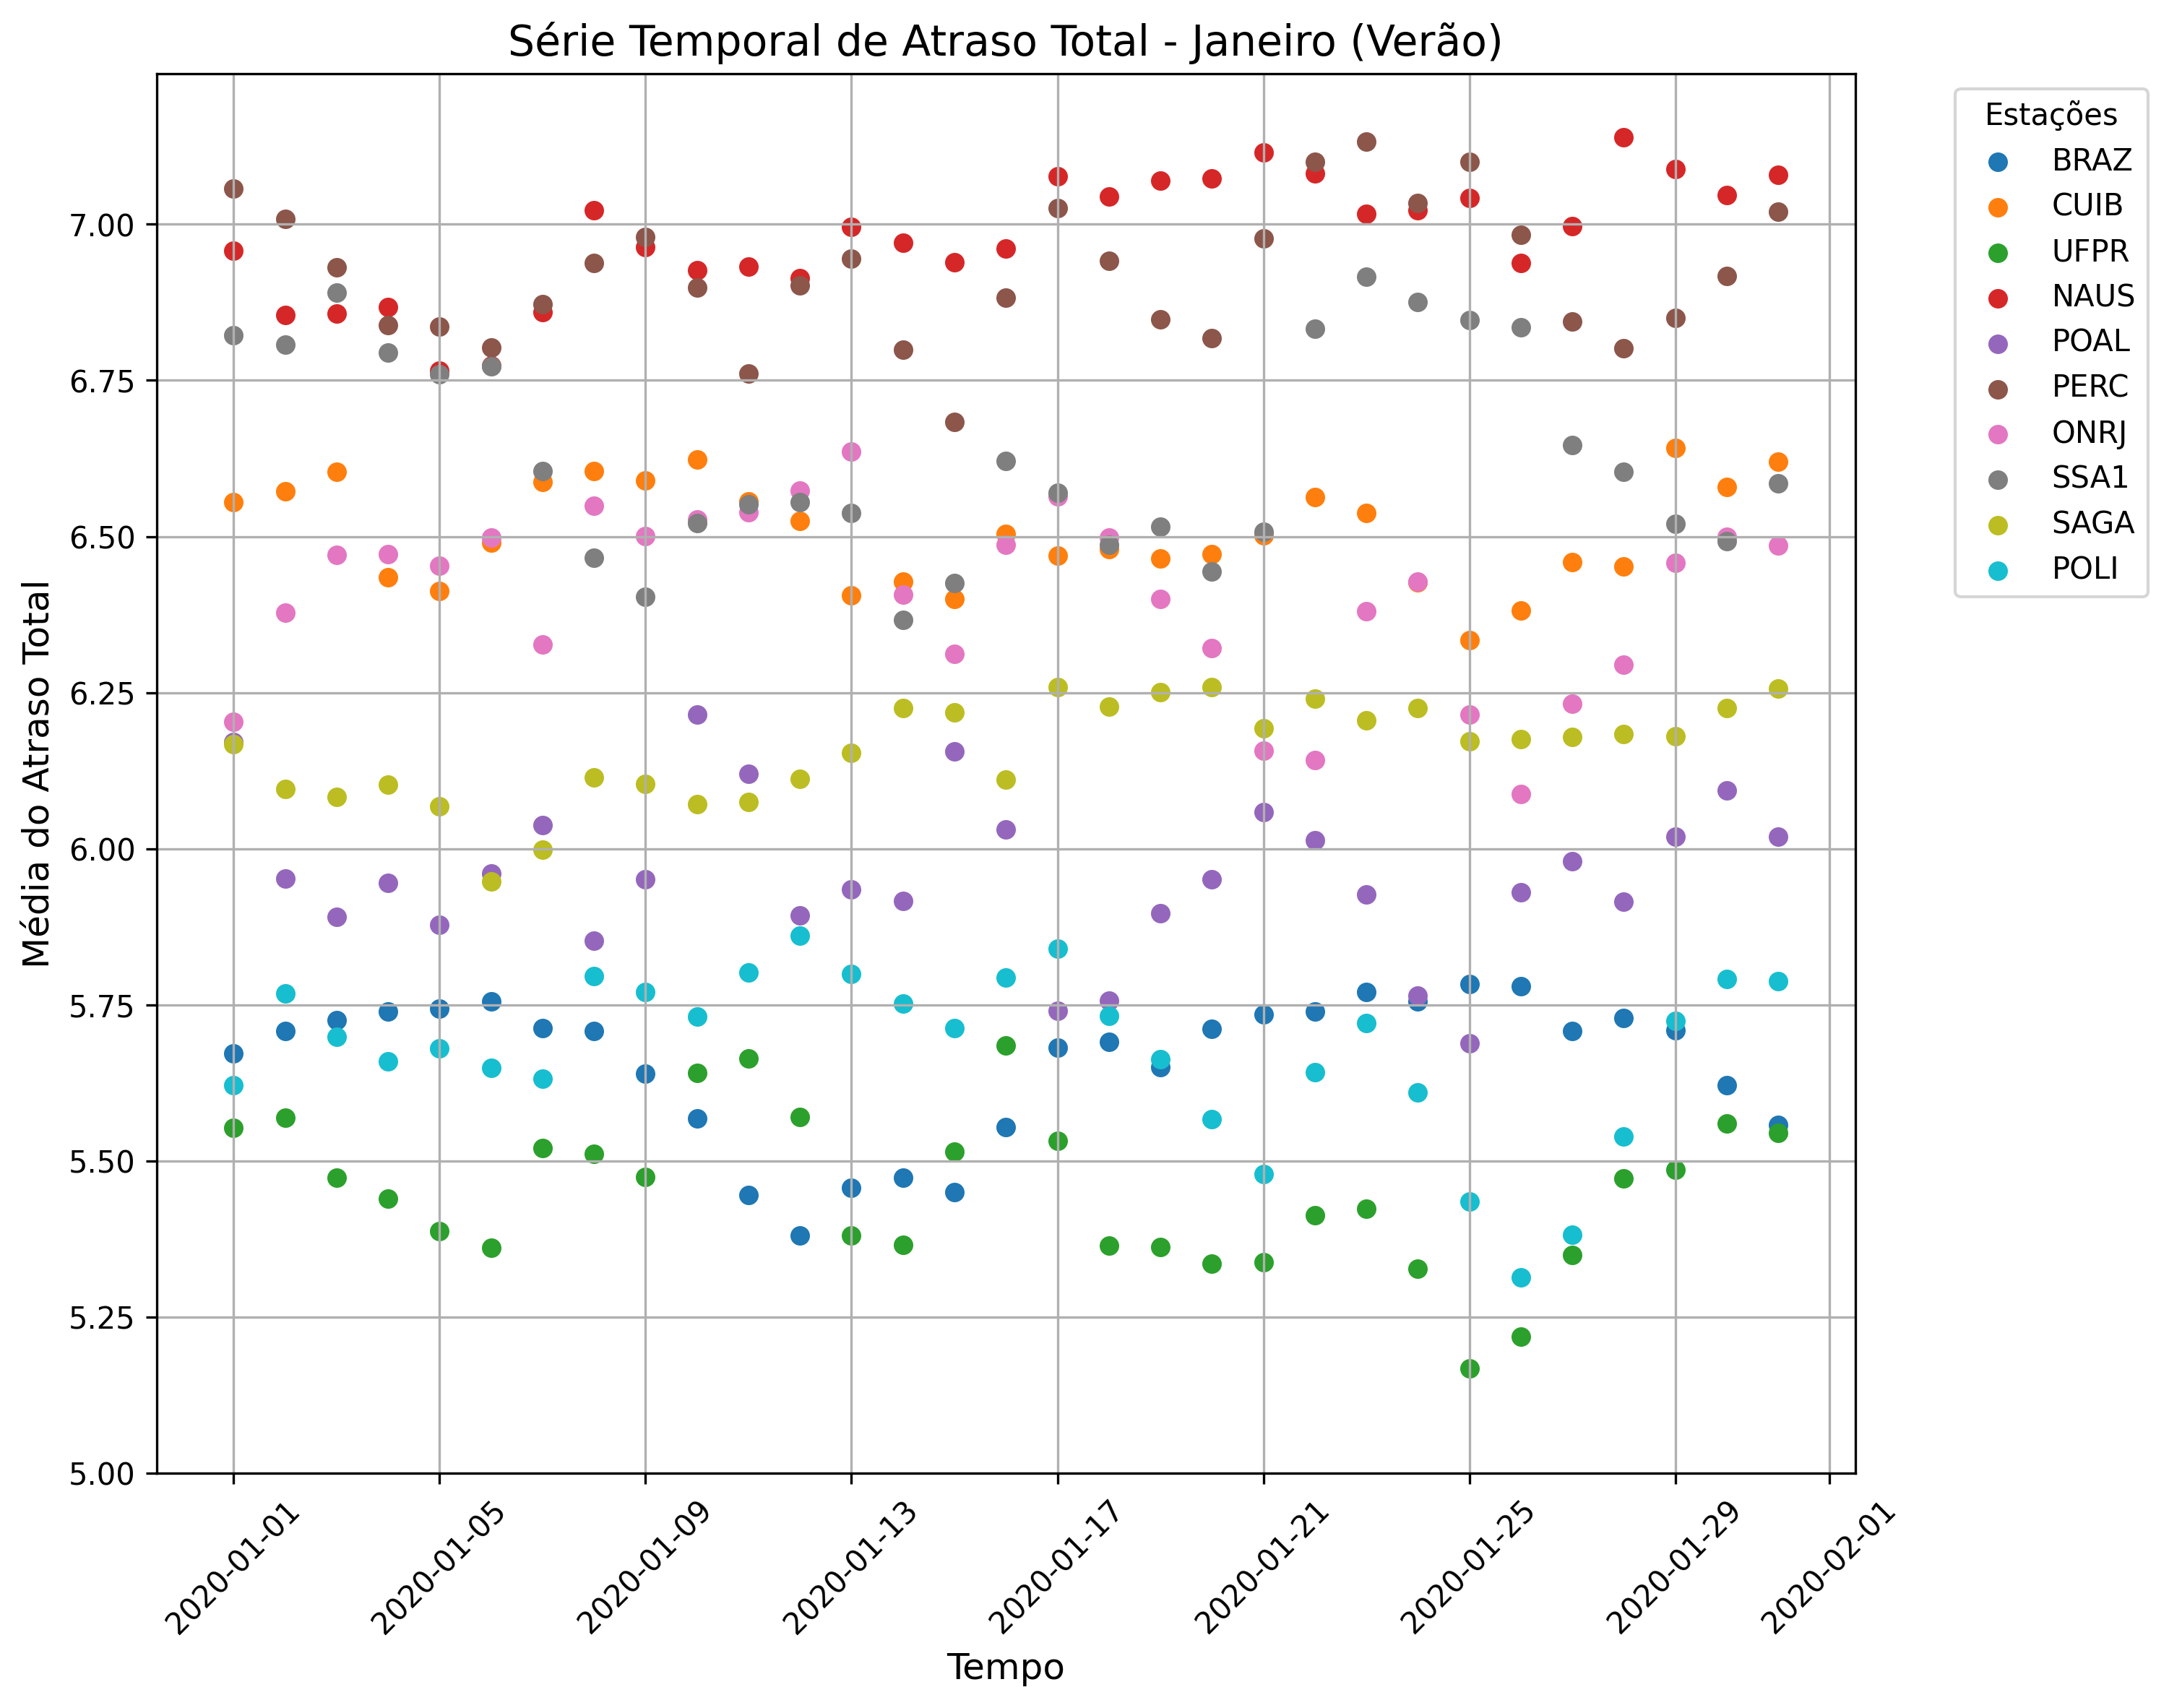 Série Temporal de Atraso Total - Janeiro (Verão)
Média do Atraso Total
7.00
6.75
6.50
6.25
6.00
5.75
5.50
5.25
5.00
2020-01-01
2020-01-05
2020-01-09
2020-01-13
2020-01-17
2020-01-21
2020-01-25
2020-01-29
2020-02-01
Tempo
Estações
BRAZ
CUIB
UFPR
NAUS
POAL
PERC
ONRJ
SSA1
SAGA
POLI